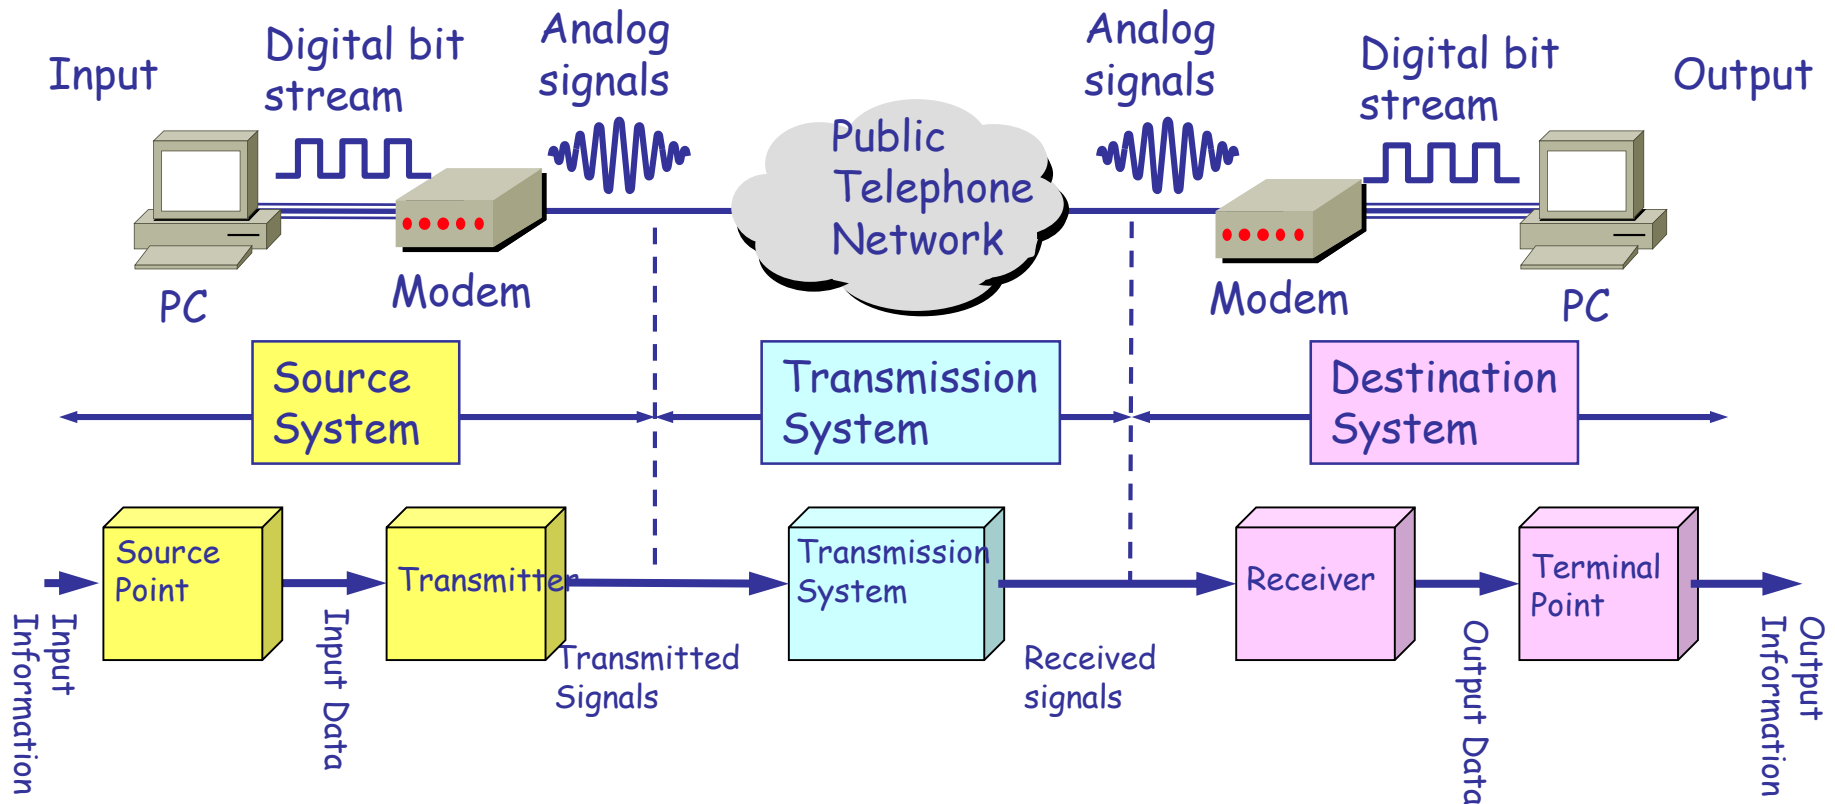 Input
Digital bit
stream
Analog
signals
Public
Telephone
Network
Analog
signals
Digital bit
stream
Output
PC
Modem
Modem
PC
Source
System
Transmission
System
Destination
System
Source
Point
Transmitter
Transmission
System
Receiver
Terminal
Point
Input
Information
Input Data
Transmitted
Signals
Received
signals
Output Data
Output
Information